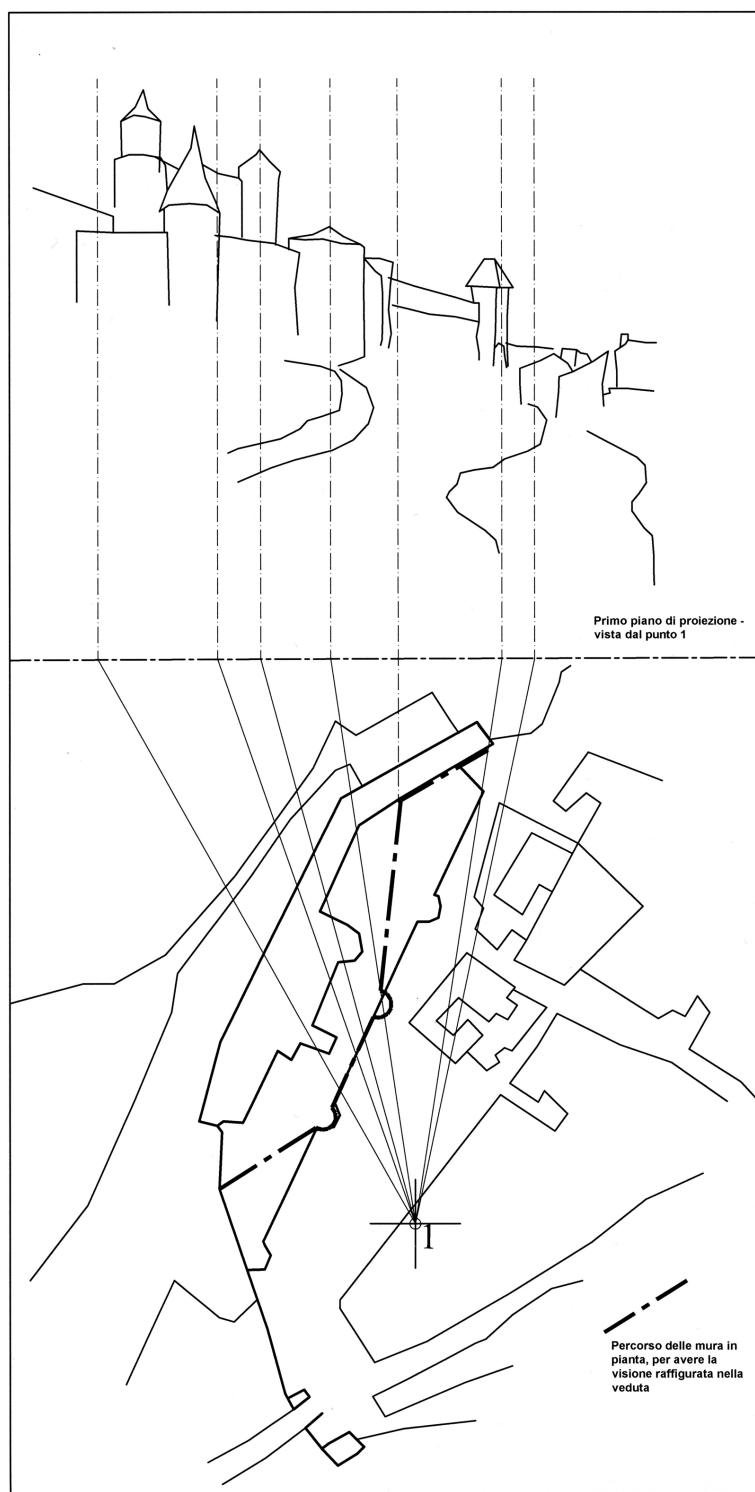 Primo piano di proiezione -
vista dal punto 1
1
Percorso delle mura in
pianta, per avere la
visione raffigurata nella
veduta